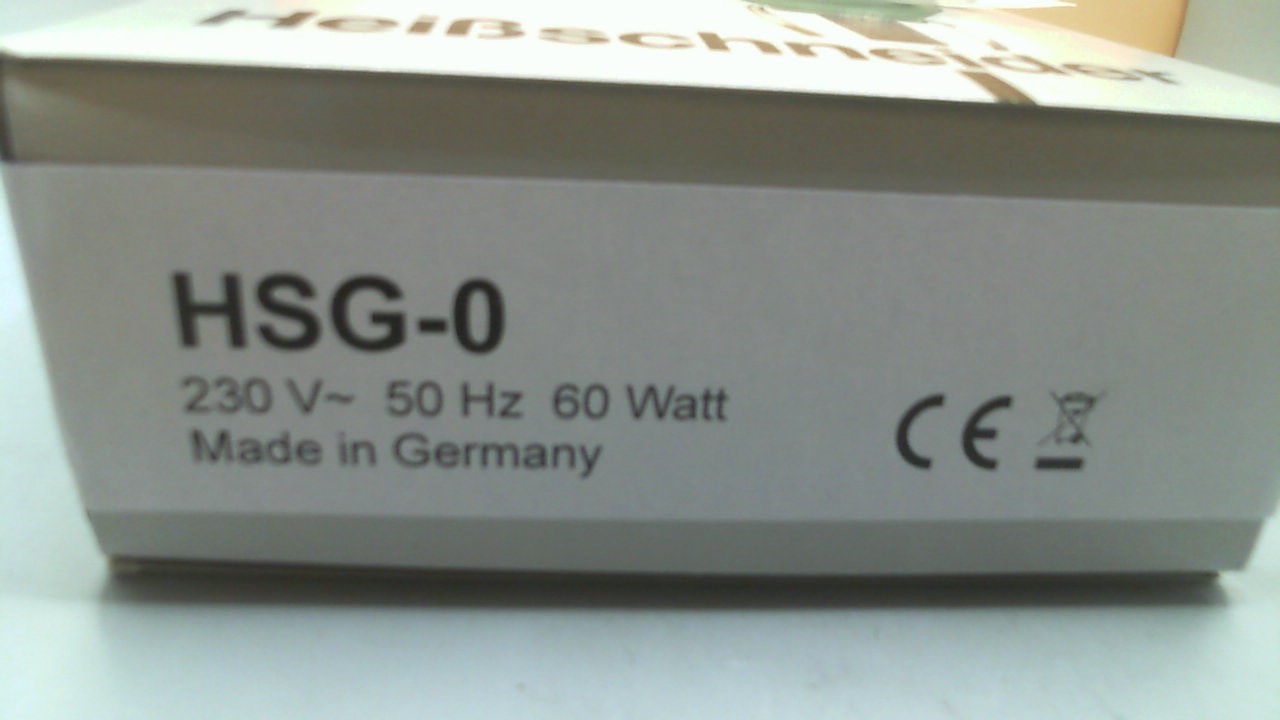 Heißschneider
HSG-0
230 V~ 50 Hz 60 Watt
Made in Germany
CE